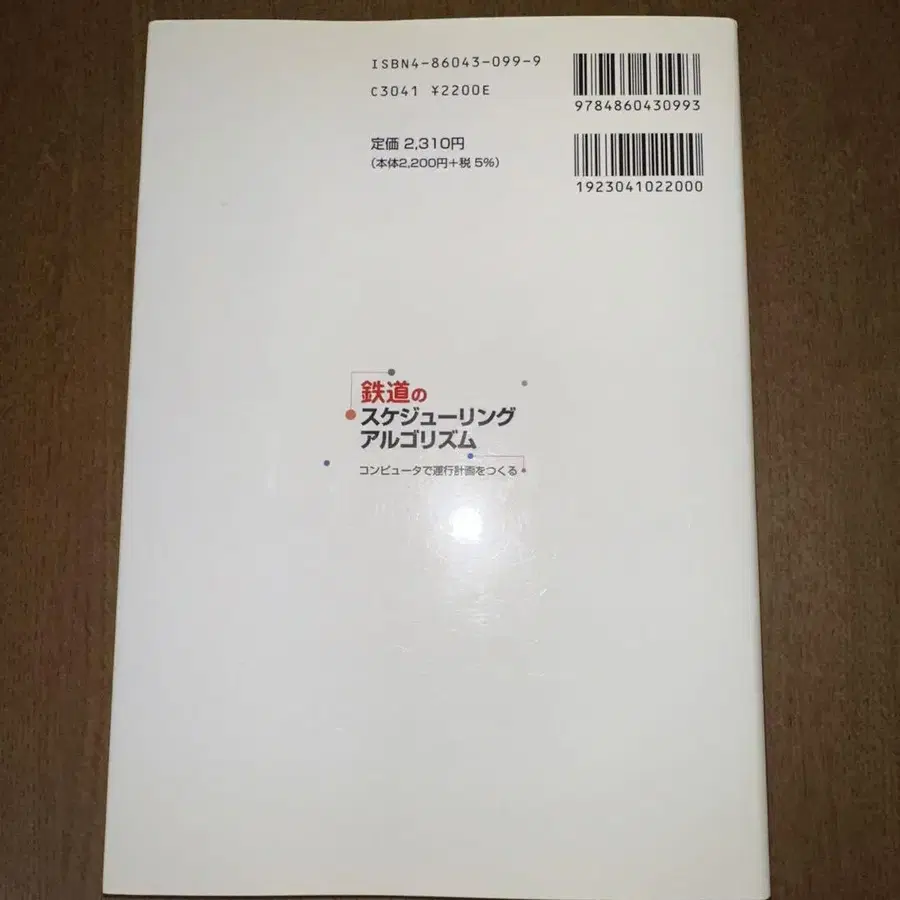 ISBN4-86043-099-9
C3041 ¥2200E
9784860430993
定価 2,310円
(本体2,200円+税 5%)
1923041022000
鉄道の
スケジューリング
アルゴリズム
コンピュータで運行計画をつくる